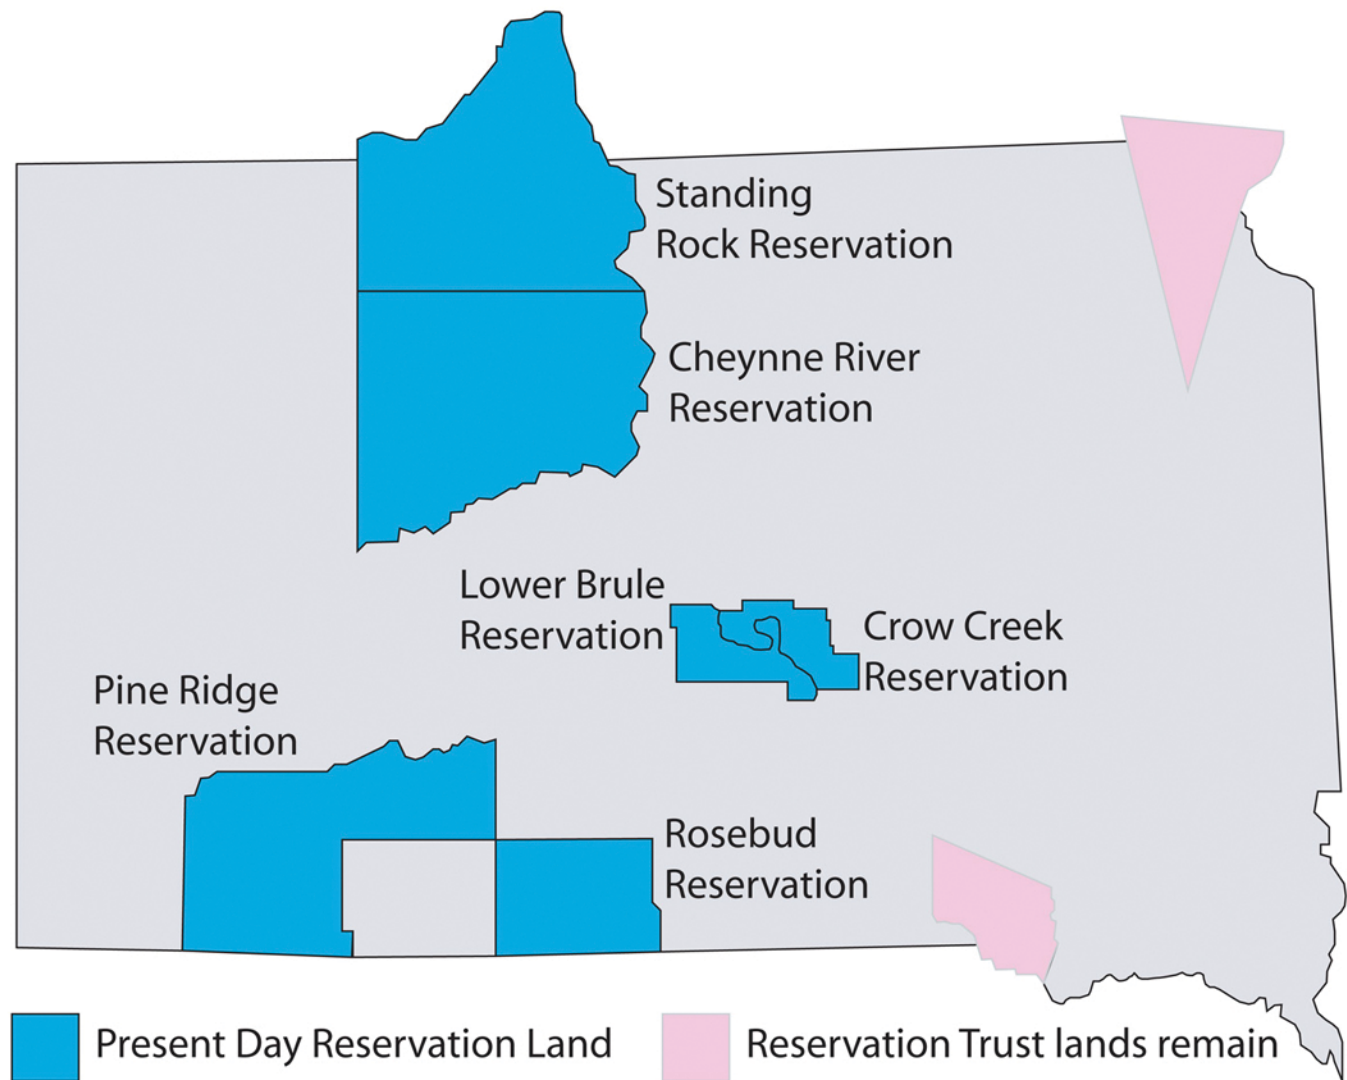 Standing
Rock Reservation
Cheynne River
Reservation
Lower Brule
Reservation
Crow Creek
Reservation
Pine Ridge
Reservation
Rosebud
Reservation
Present Day Reservation Land
Reservation Trust lands remain